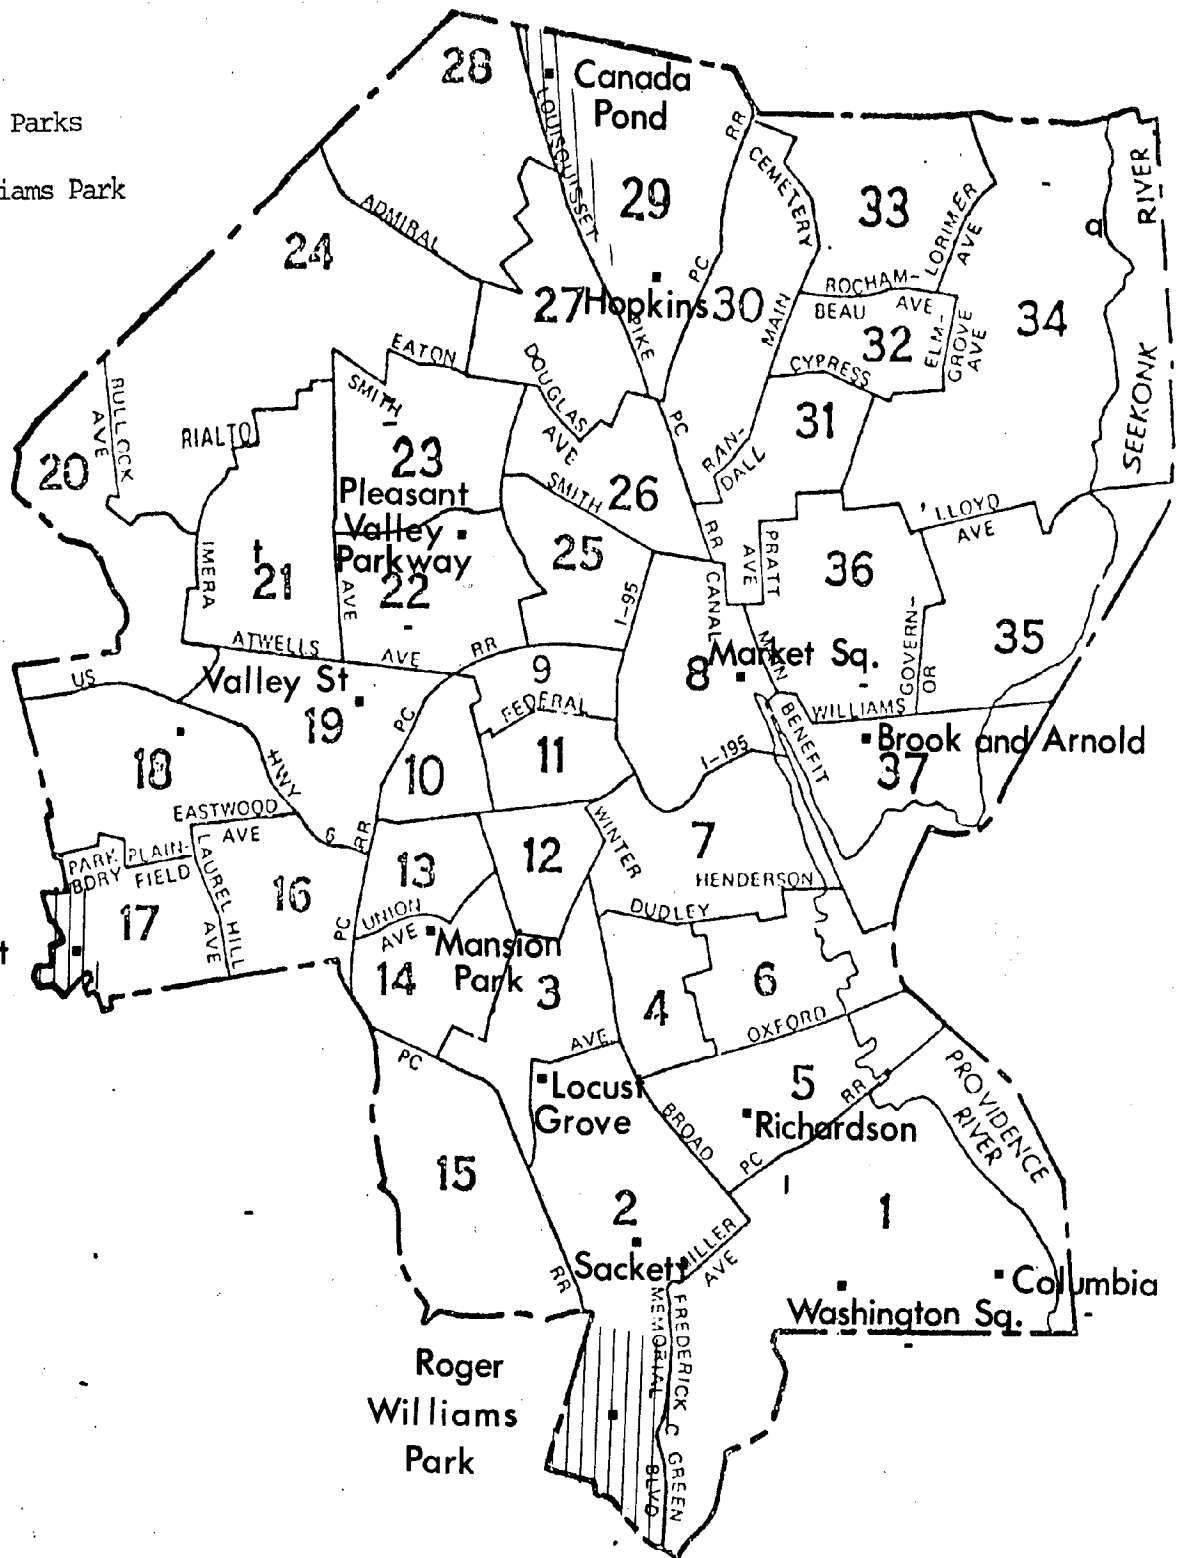 Parks
iams Park
28
Canada
Pond
LOUISQUISSET
PIKE
RR
CEMETERY
29
33
LORIMER
AVE
RIVER
SEEKONK
ADMIRAL
24
PC
27
Hopkins
30
MAIN
ROCHAM-
BEAU AVE
32
ELM-
GROVE
AVE
34
EATON
SMITH
DOUGLAS
AVE
CYPRESS
BULLOCK
AVE
RIALTO
20
23
Pleasant
Valley
Parkway
PC
RAN-
DALL
31
SMITH
26
LLOYD
AVE
IMERA
t
21
AVE
22
25
I-95
RR
CANAL
PRATT
AVE
36
GOVERN-
OR
35
ATWELLS
AVE
RR
9
8
Market Sq.
MAIN
US
Valley St
FEDERAL
BENEFIT
WILLIAMS
Brook and Arnold
37
19
PC
18
HWY
10
11
I-195
EASTWOOD
AVE
6
RR
WINTER
7
PARK
BDRY
PLAIN-
FIELD
LAUREL HILL
AVE
13
12
HENDERSON
17
16
PC
UNION
AVE
DUDLEY
t
Mansion
Park
14
3
4
6
OXFORD
PC
AVE
Locust
Grove
BROAD
5
RR
Richardson
PC
PROVIDENCE
RIVER
15
2
1
Sackett
MILLER
AVE
RR
Columbia
Washington Sq.
MEMORIAL
BLVD
FREDERICK C GREEN
Roger
Williams
Park